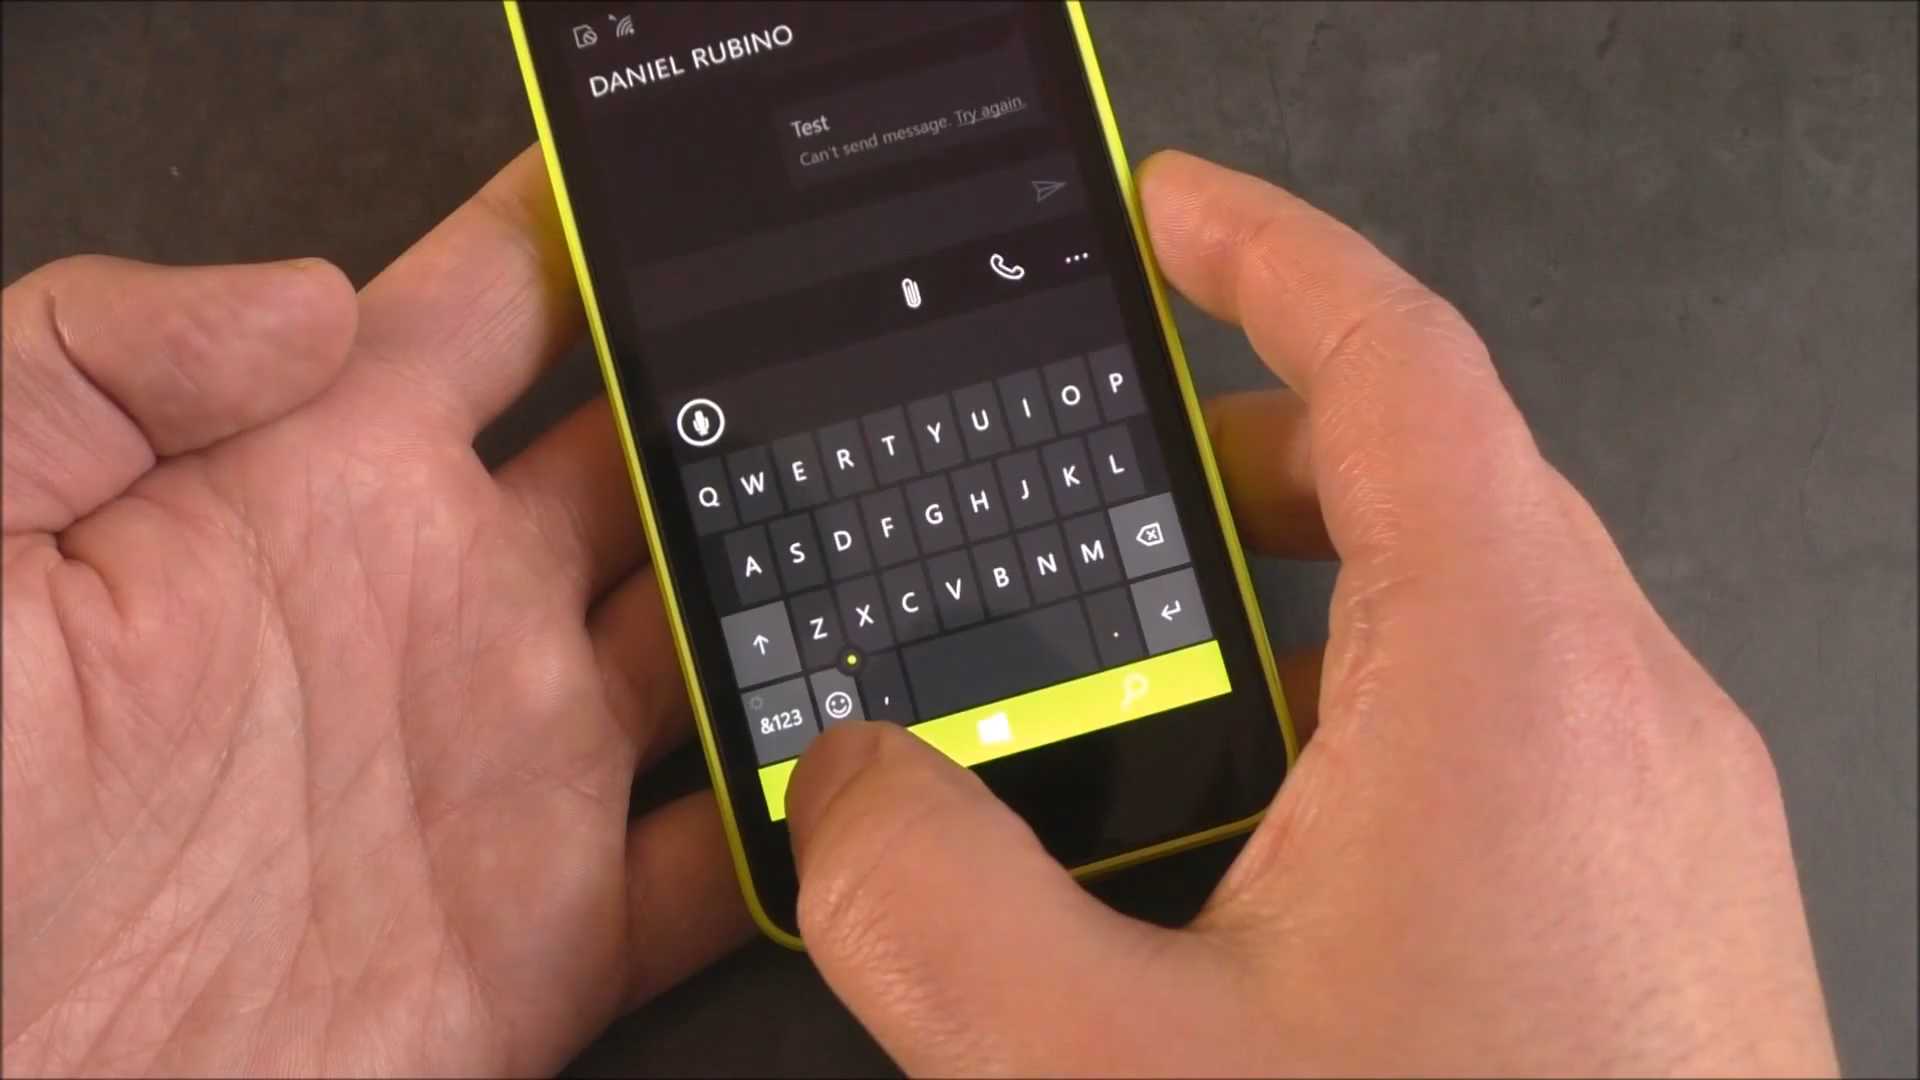 DANIEL RUBINO
Test
Can't send message. Try again.
Q W E R T Y U I O P
A S D F G H J K L
Z X C V B N M
&123 , .